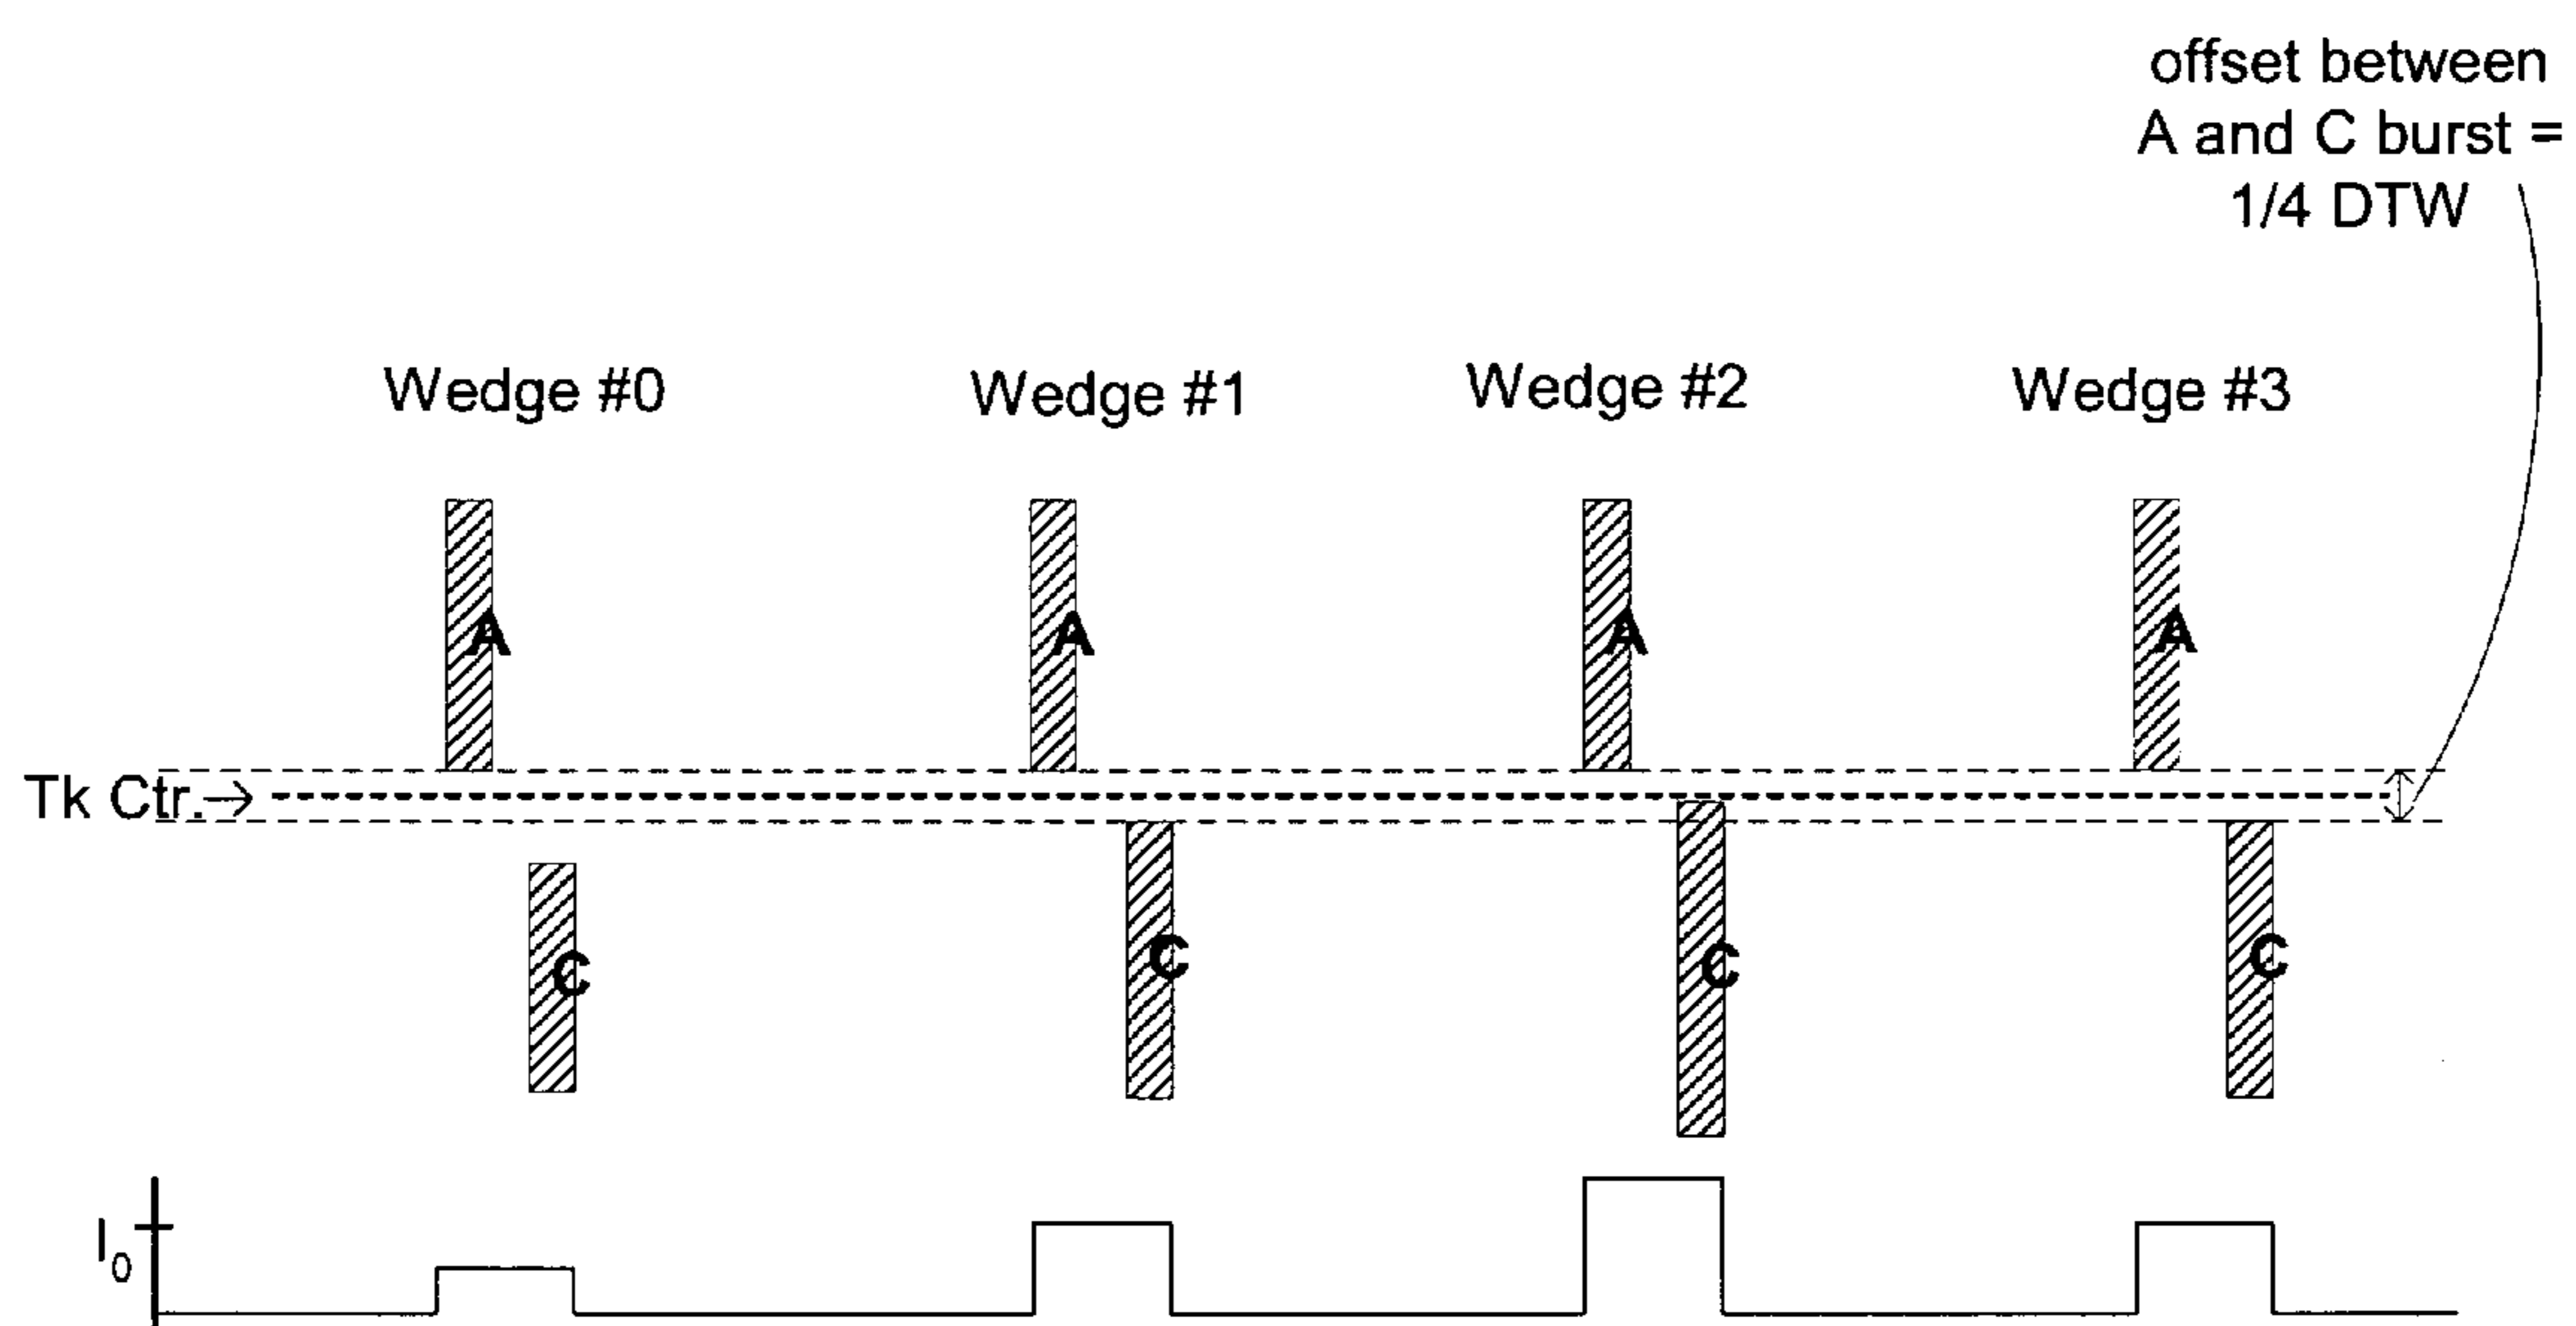 offset between
A and C burst =
1/4 DTW
Wedge #0 Wedge #1 Wedge #2 Wedge #3
A A A A
Tk Ctr.→
C C C C
I0